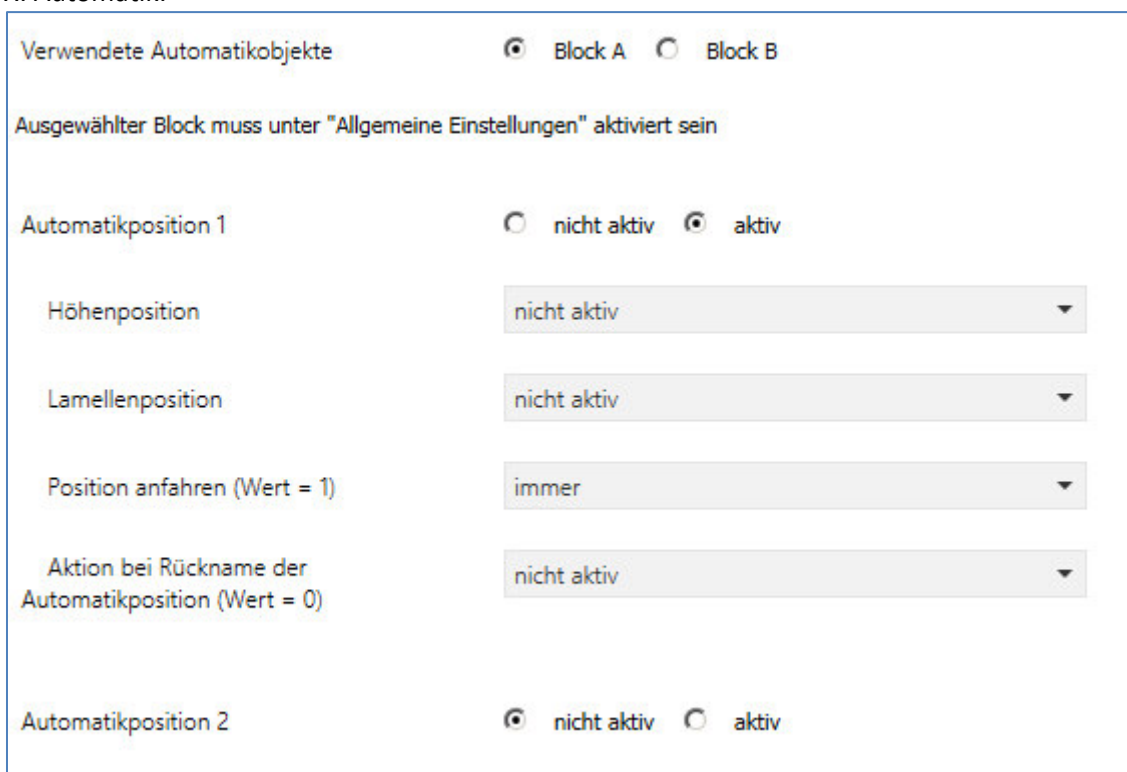 Verwendete Automatikobjekte Block A Block B
Ausgewählter Block muss unter "Allgemeine Einstellungen" aktiviert sein
Automatikposition 1 nicht aktiv aktiv
Höhenposition nicht aktiv
Lamellenposition nicht aktiv
Position anfahren (Wert = 1) immer
Aktion bei Rückname der
Automatikposition (Wert = 0) nicht aktiv
Automatikposition 2 nicht aktiv aktiv